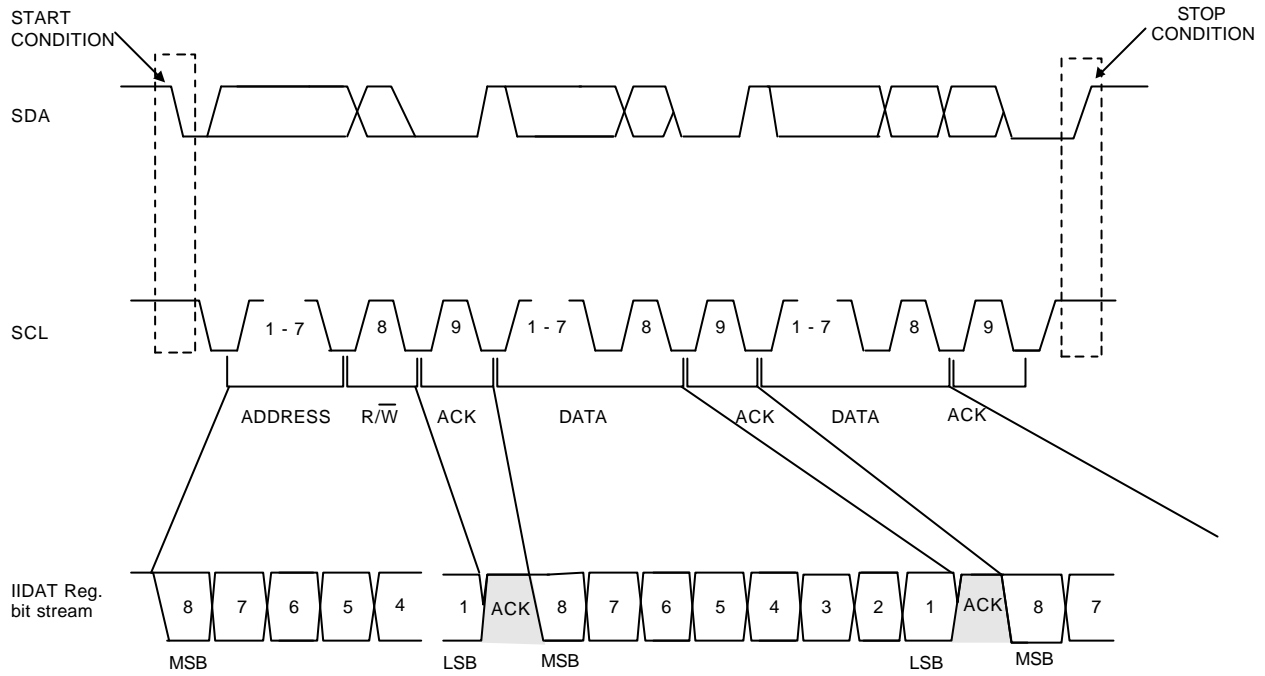 START
CONDITION
STOP
CONDITION
SDA
SCL
1 - 7 8 9 1 - 7 8 9 1 - 7 8 9
ADDRESS R/W̅ ACK DATA ACK DATA ACK
IIDAT Reg.
bit stream
8 7 6 5 4 1 ACK 8 7 6 5 4 3 2 1 ACK 8 7
MSB LSB MSB LSB MSB